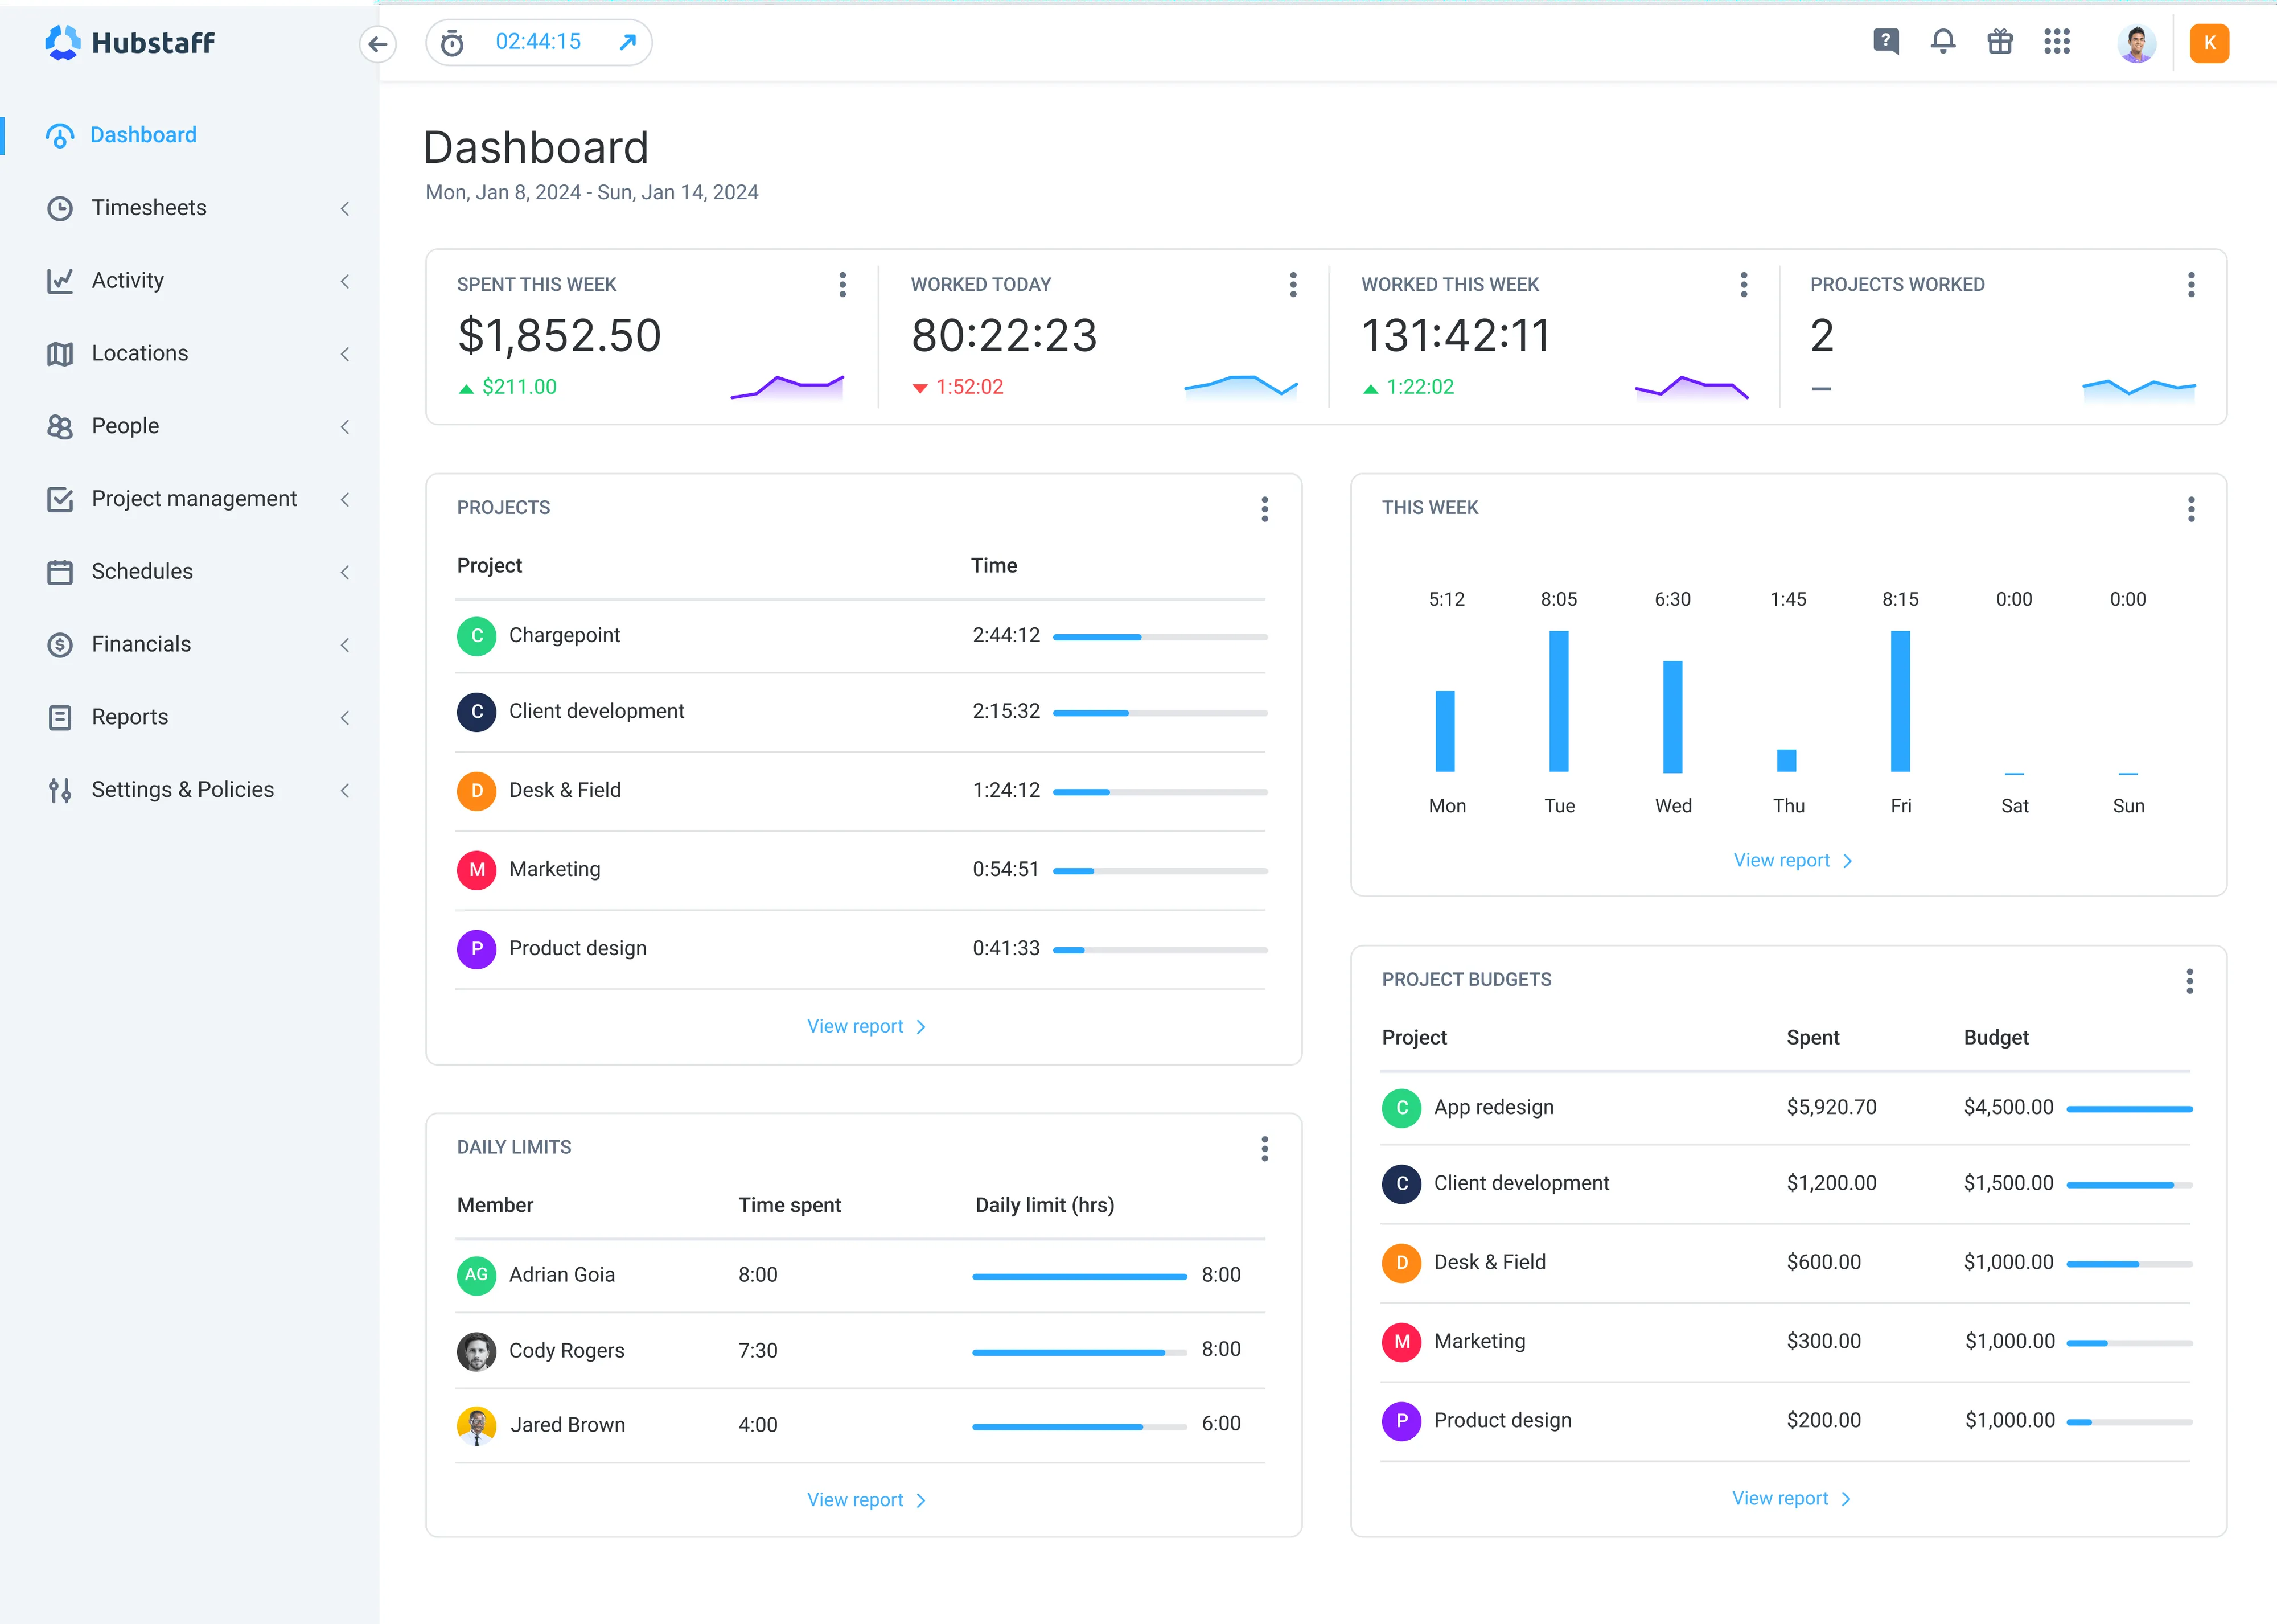 Hubstaff
02:44:15
?
K
Dashboard
Timesheets
Activity
Locations
People
Project management
Schedules
Financials
Reports
Settings & Policies
Dashboard
Mon, Jan 8, 2024 - Sun, Jan 14, 2024
SPENT THIS WEEK
$1,852.50
$211.00
WORKED TODAY
80:22:23
1:52:02
WORKED THIS WEEK
131:42:11
1:22:02
PROJECTS WORKED
2
–
PROJECTS
Project Time
C Chargepoint 2:44:12
C Client development 2:15:32
D Desk & Field 1:24:12
M Marketing 0:54:51
P Product design 0:41:33
View report
THIS WEEK
5:12 8:05 6:30 1:45 8:15 0:00 0:00
Mon Tue Wed Thu Fri Sat Sun
View report
DAILY LIMITS
Member Time spent Daily limit (hrs)
AG Adrian Goia 8:00 8:00
Cody Rogers 7:30 8:00
Jared Brown 4:00 6:00
View report
PROJECT BUDGETS
Project Spent Budget
C App redesign $5,920.70 $4,500.00
C Client development $1,200.00 $1,500.00
D Desk & Field $600.00 $1,000.00
M Marketing $300.00 $1,000.00
P Product design $200.00 $1,000.00
View report